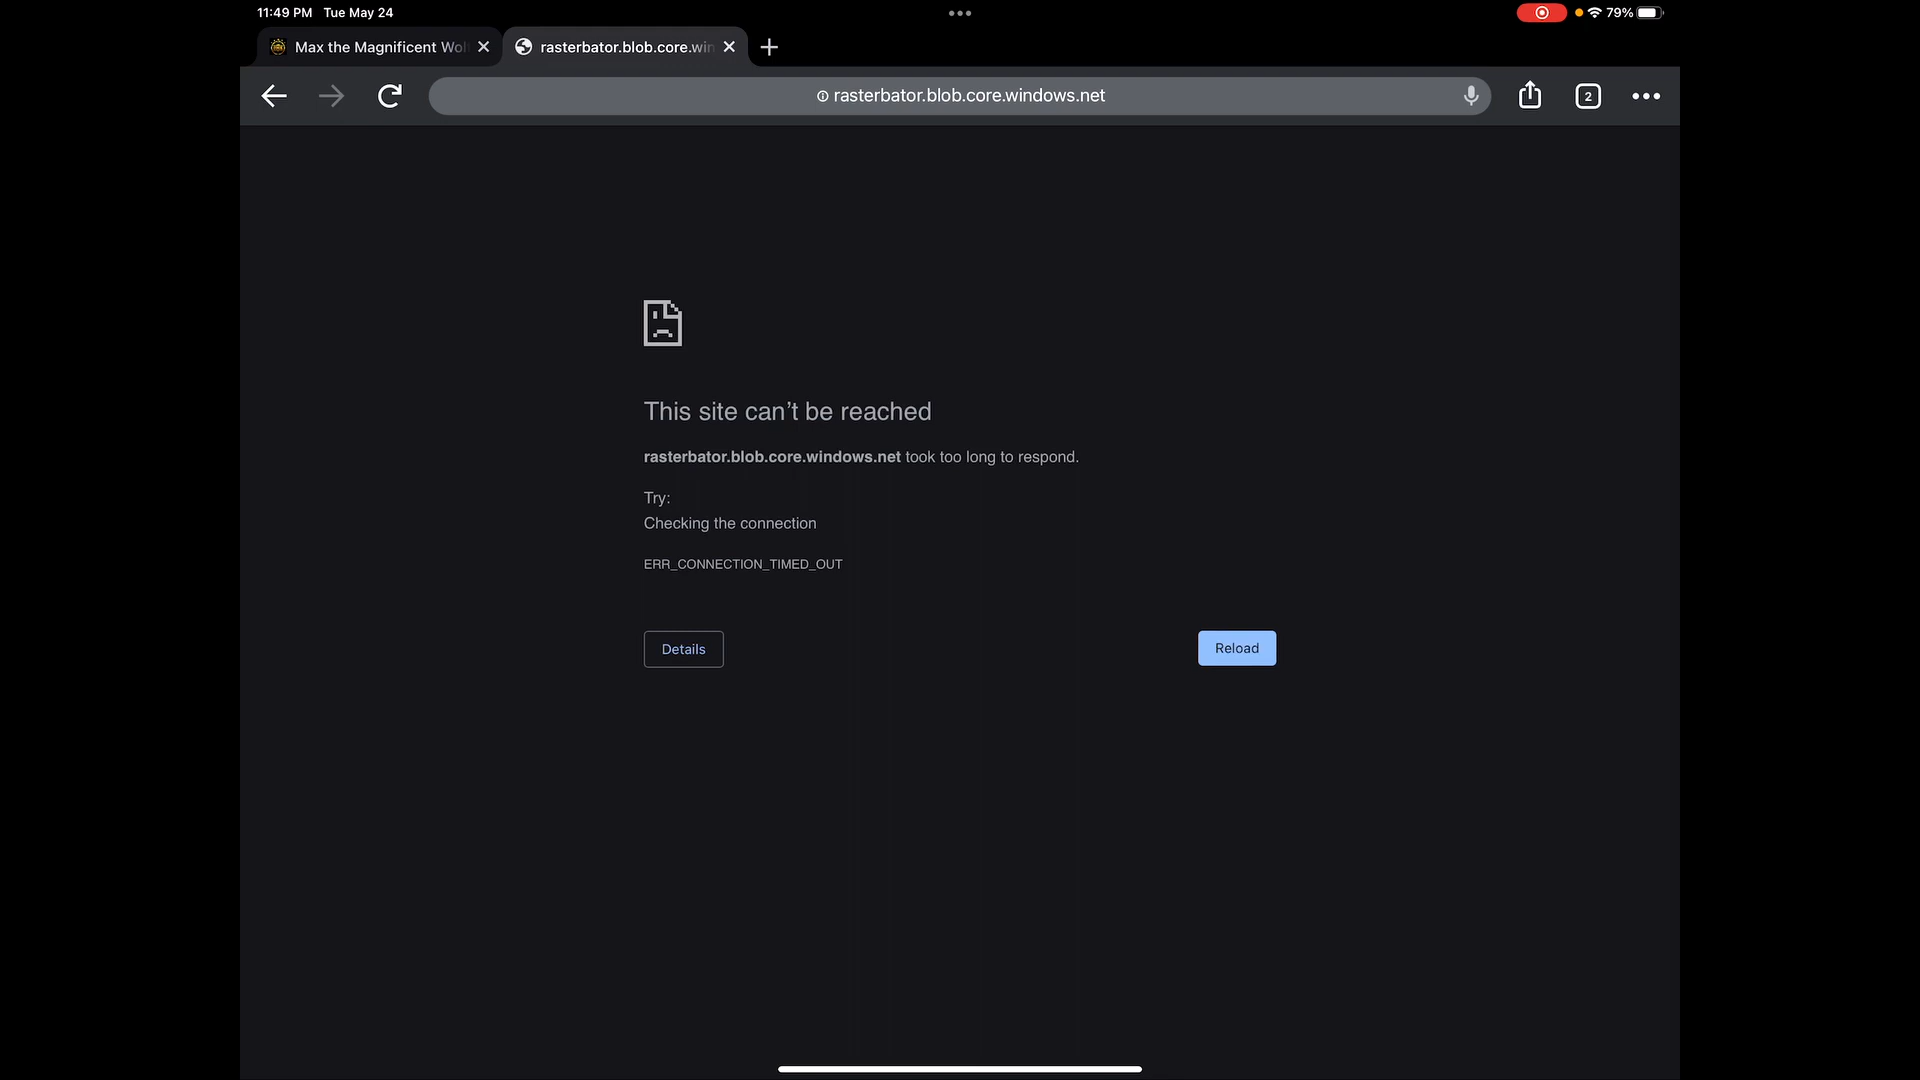 11:49 PM Tue May 24
79%
Max the Magnificent Wol
rasterbator.blob.core.win
rasterbator.blob.core.windows.net
2
This site can’t be reached
rasterbator.blob.core.windows.net took too long to respond.
Try:
Checking the connection
ERR_CONNECTION_TIMED_OUT
Details
Reload